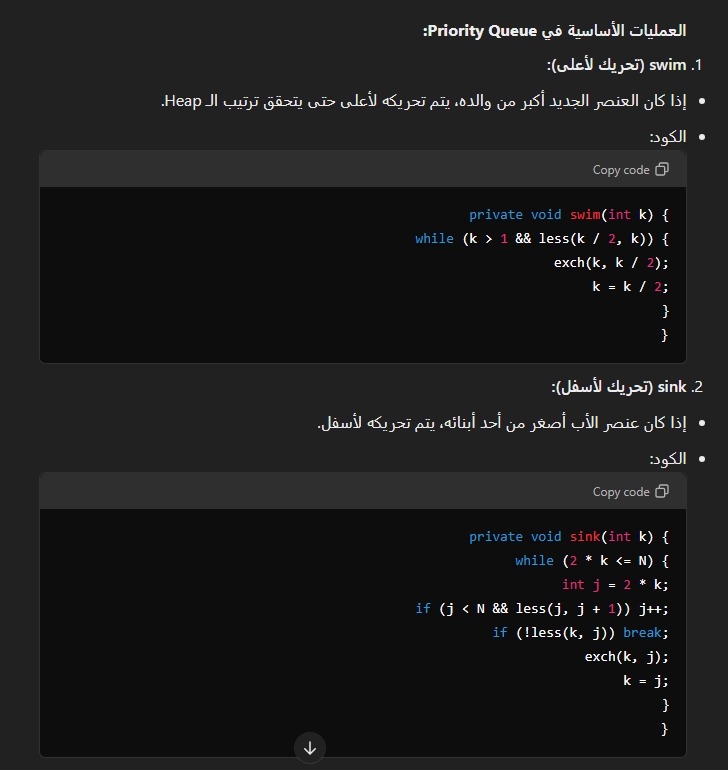 العمليات الأساسية في Priority Queue:
1. swim (تحريك لأعلى):
إذا كان العنصر الجديد أكبر من والده، يتم تحريكه لأعلى حتى يتحقق ترتيب الـ Heap.
الكود:
Copy code
private void swim(int k) {
while (k > 1 && less(k / 2, k)) {
exch(k, k / 2);
k = k / 2;
}
}
2. sink (تحريك لأسفل):
إذا كان عنصر الأب أصغر من أحد أبنائه، يتم تحريكه لأسفل.
الكود:
Copy code
private void sink(int k) {
while (2 * k <= N) {
int j = 2 * k;
if (j < N && less(j, j + 1)) j++;
if (!less(k, j)) break;
exch(k, j);
k = j;
}
}